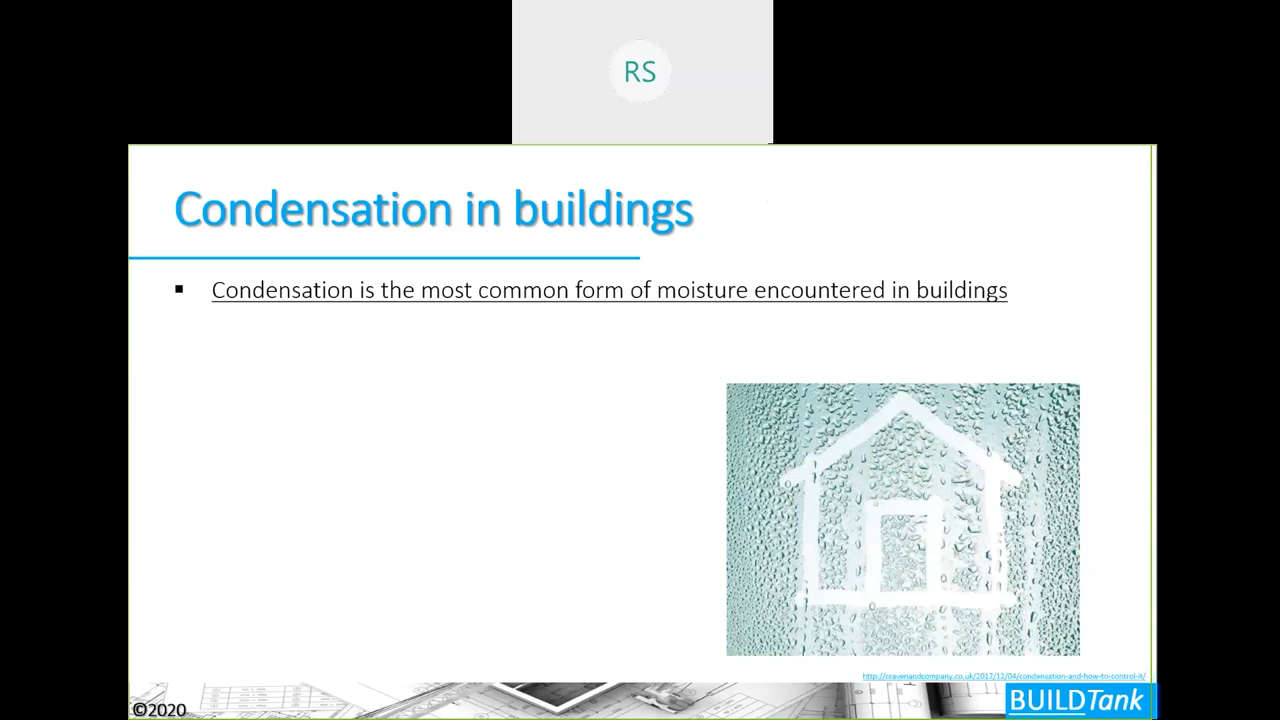 RS
Condensation in buildings
▪ Condensation is the most common form of moisture encountered in buildings
http://cravenandcompany.co.uk/2017/12/04/condensation-and-how-to-control-it/
©2020
BUILDTank